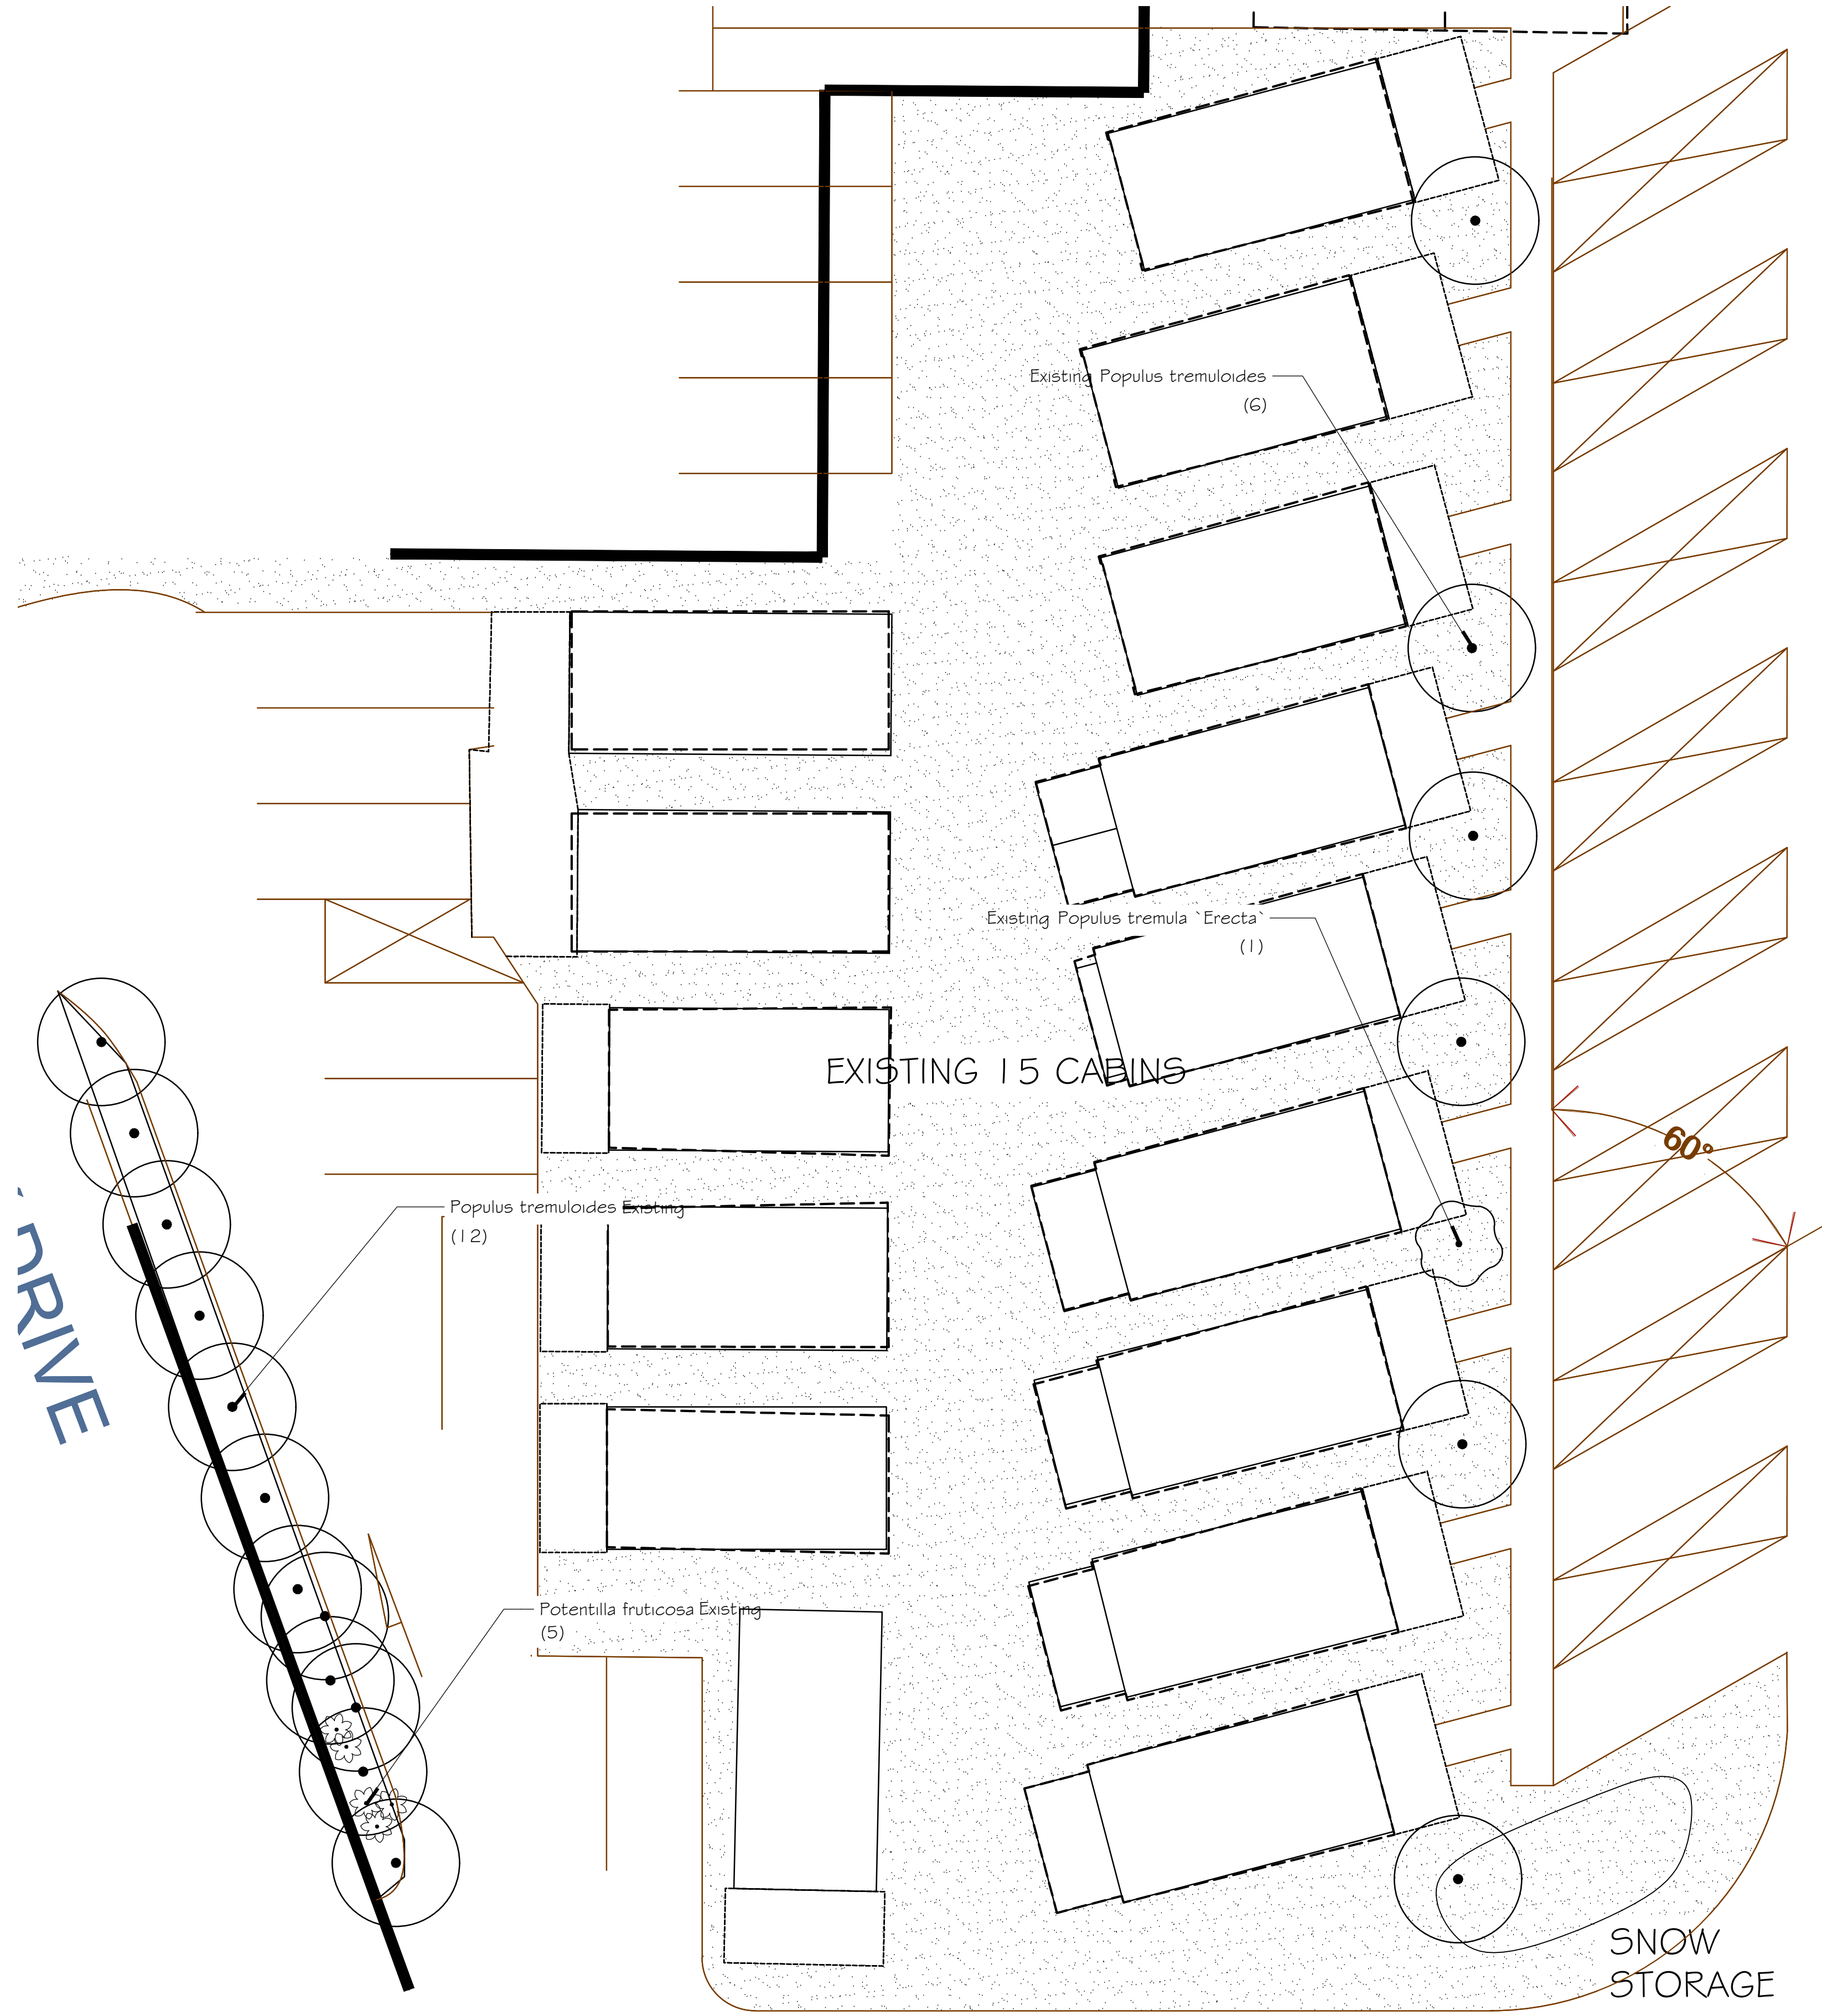 Existing Populus tremuloides
(6)
Existing Populus tremula `Erecta`
(1)
EXISTING 15 CABINS
60°
Populus tremuloides Existing
(12)
DRIVE
Potentilla fruticosa Existing
(5)
SNOW
STORAGE